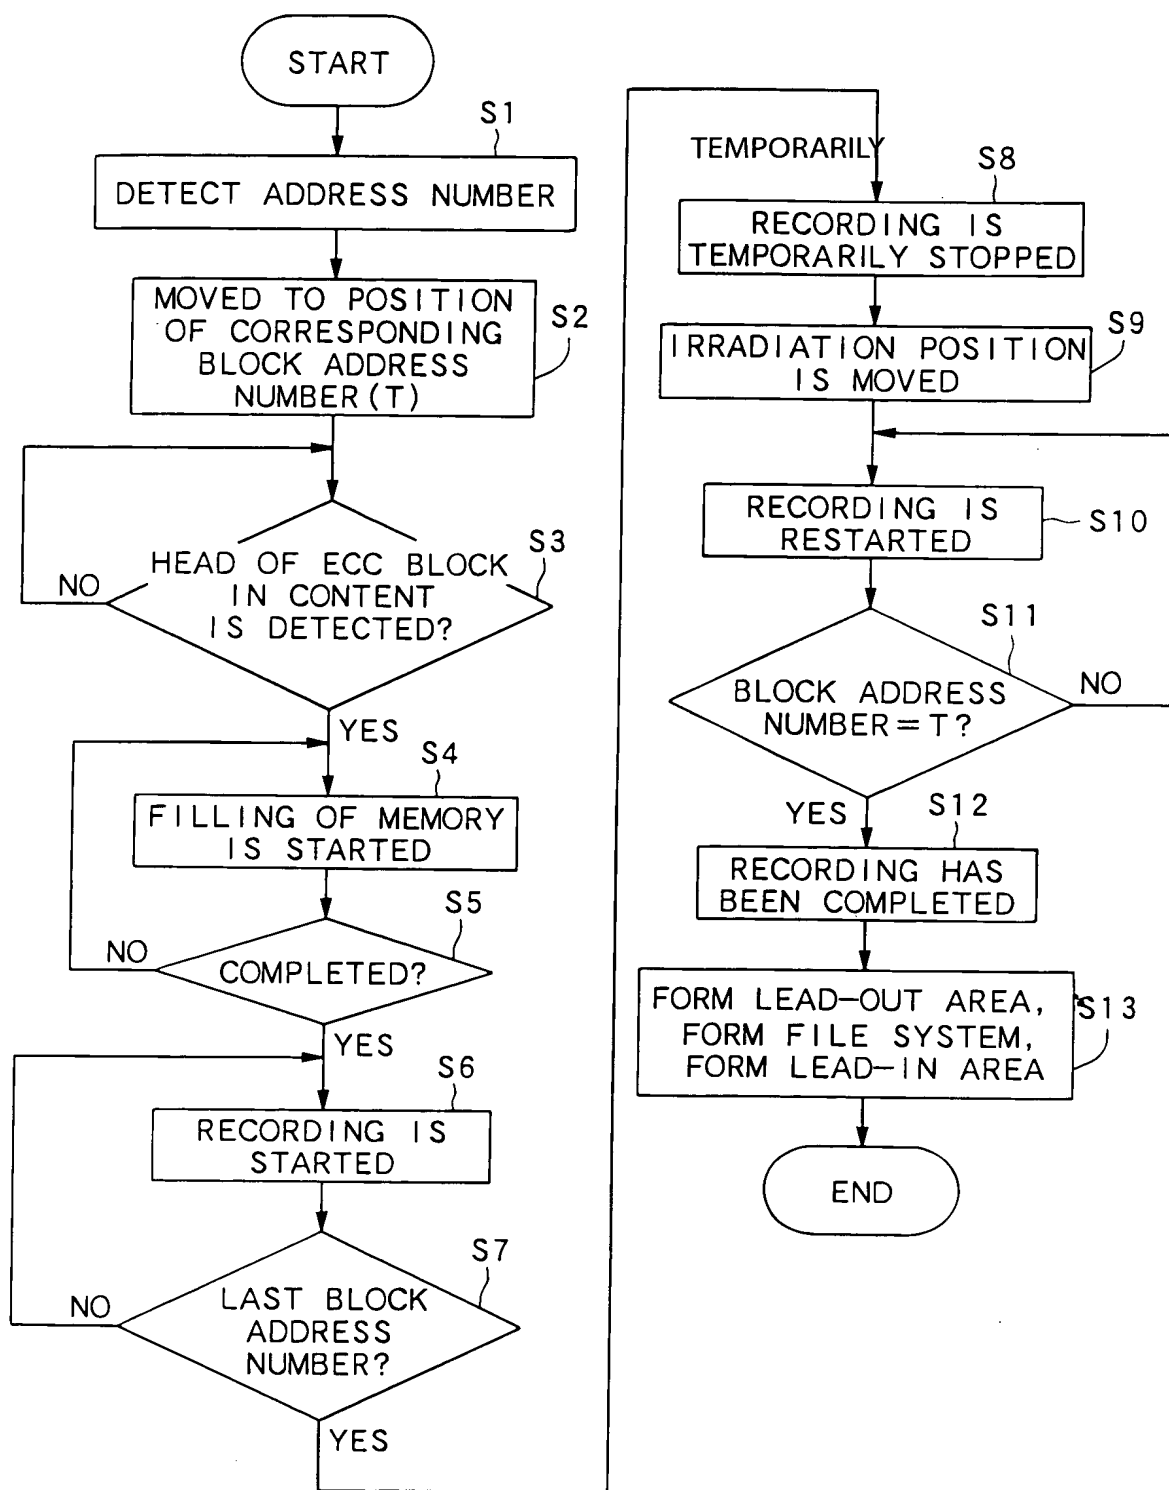 START
S1
DETECT ADDRESS NUMBER
MOVED TO POSITION
OF CORRESPONDING
BLOCK ADDRESS
NUMBER(T)
S2
S3
HEAD OF ECC BLOCK
IN CONTENT
IS DETECTED?
NO
YES
S4
FILLING OF MEMORY
IS STARTED
S5
COMPLETED?
NO
YES
S6
RECORDING IS
STARTED
S7
LAST BLOCK
ADDRESS
NUMBER?
NO
YES
TEMPORARILY
S8
RECORDING IS
TEMPORARILY STOPPED
S9
IRRADIATION POSITION
IS MOVED
RECORDING IS
RESTARTED
S10
S11
BLOCK ADDRESS
NUMBER=T?
NO
YES
S12
RECORDING HAS
BEEN COMPLETED
FORM LEAD-OUT AREA,
FORM FILE SYSTEM,
FORM LEAD-IN AREA
S13
END